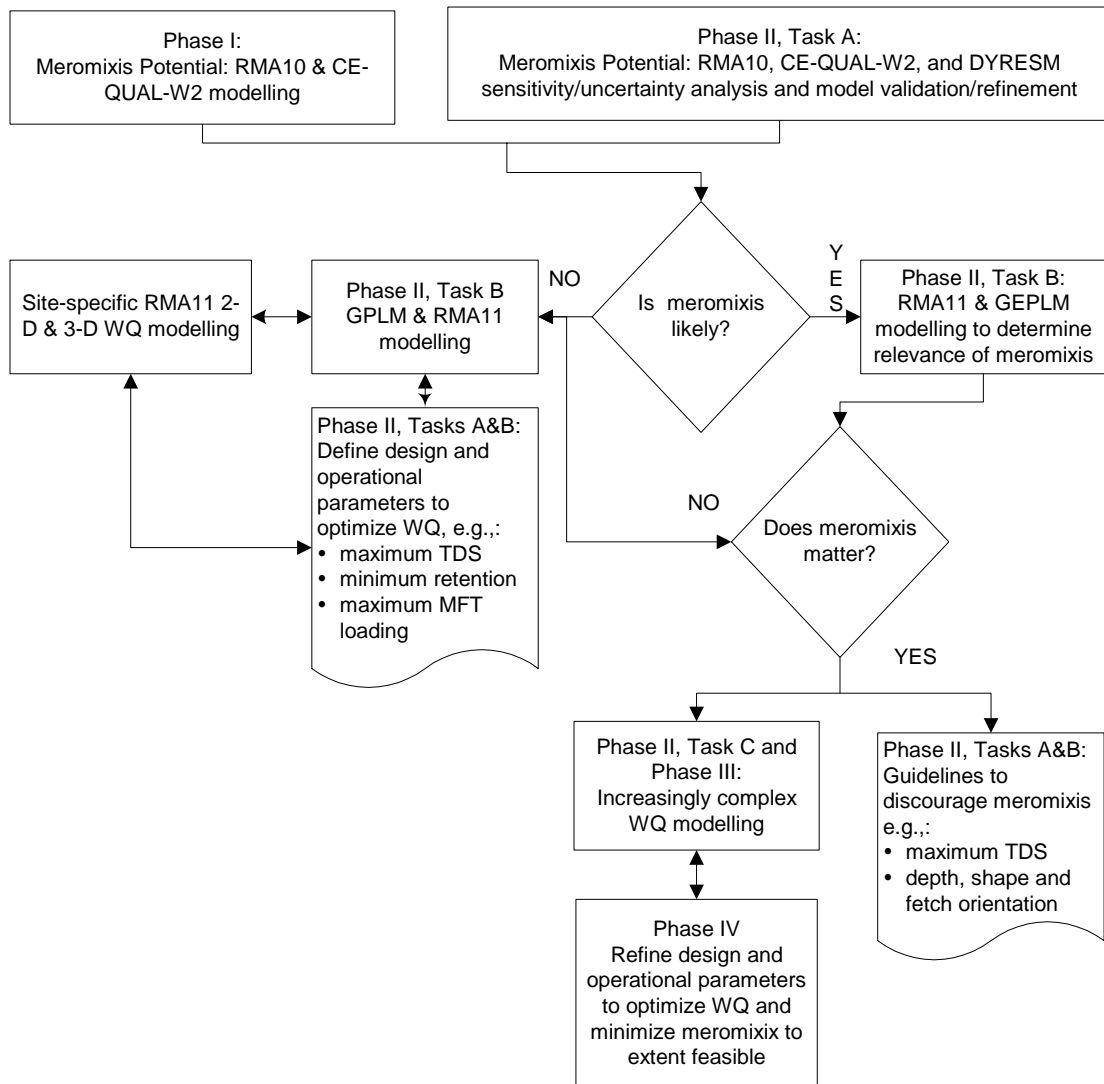 Phase I:
Meromixis Potential: RMA10 & CE-
QUAL-W2 modelling
Phase II, Task A:
Meromixis Potential: RMA10, CE-QUAL-W2, and DYRESM
sensitivity/uncertainty analysis and model validation/refinement
Site-specific RMA11 2-
D & 3-D WQ modelling
Phase II, Task B
GPLM & RMA11
modelling
NO
Is meromixis
likely?
Y
E
S
Phase II, Task B:
RMA11 & GEPLM
modelling to determine
relevance of meromixis
Phase II, Tasks A&B:
Define design and
operational
parameters to
optimize WQ, e.g.,:
• maximum TDS
• minimum retention
• maximum MFT
loading
NO
Does meromixis
matter?
YES
Phase II, Task C and
Phase III:
Increasingly complex
WQ modelling
Phase II, Tasks A&B:
Guidelines to
discourage meromixis
e.g.,:
• maximum TDS
• depth, shape and
fetch orientation
Phase IV
Refine design and
operational parameters
to optimize WQ and
minimize meromixix to
extent feasible